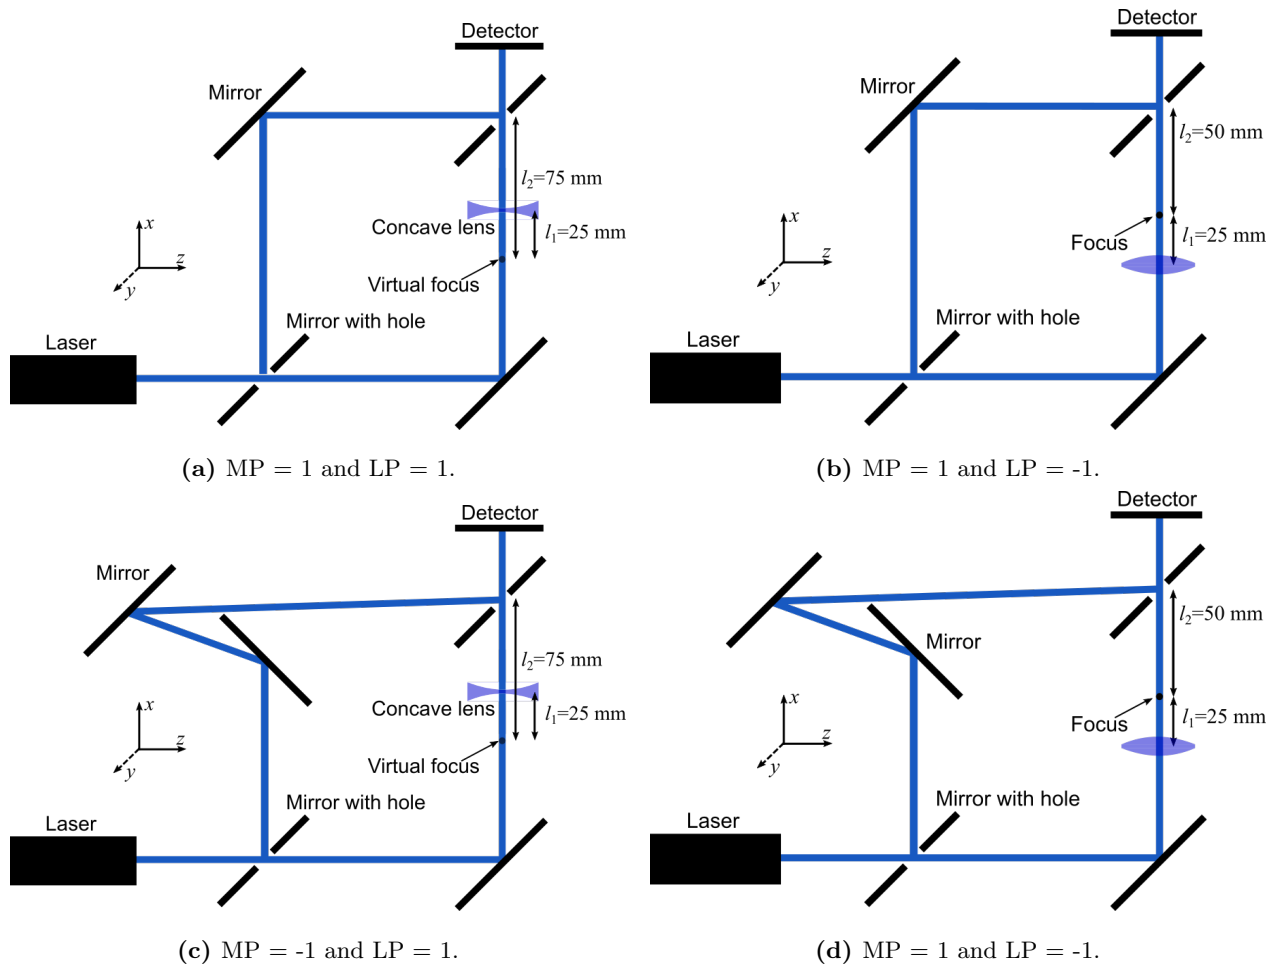 Detector
Mirror
l2=75 mm
Concave lens
l1=25 mm
Virtual focus
x
z
y
Mirror with hole
Laser
(a) MP = 1 and LP = 1.
Detector
Mirror
l2=50 mm
Focus
l1=25 mm
x
z
y
Mirror with hole
Laser
(b) MP = 1 and LP = -1.
Detector
Mirror
l2=75 mm
Concave lens
l1=25 mm
Virtual focus
x
z
y
Mirror with hole
Laser
(c) MP = -1 and LP = 1.
Detector
l2=50 mm
Mirror
Focus
l1=25 mm
x
z
y
Mirror with hole
Laser
(d) MP = 1 and LP = -1.